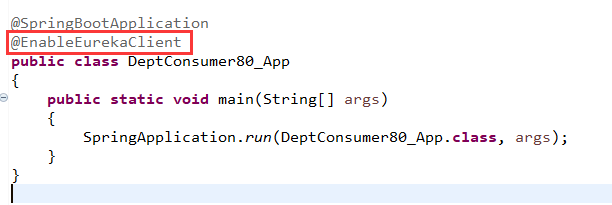 @SpringBootApplication
@EnableEurekaClient
public class DeptConsumer80_App
{
public static void main(String[] args)
{
SpringApplication.run(DeptConsumer80_App.class, args);
}
}